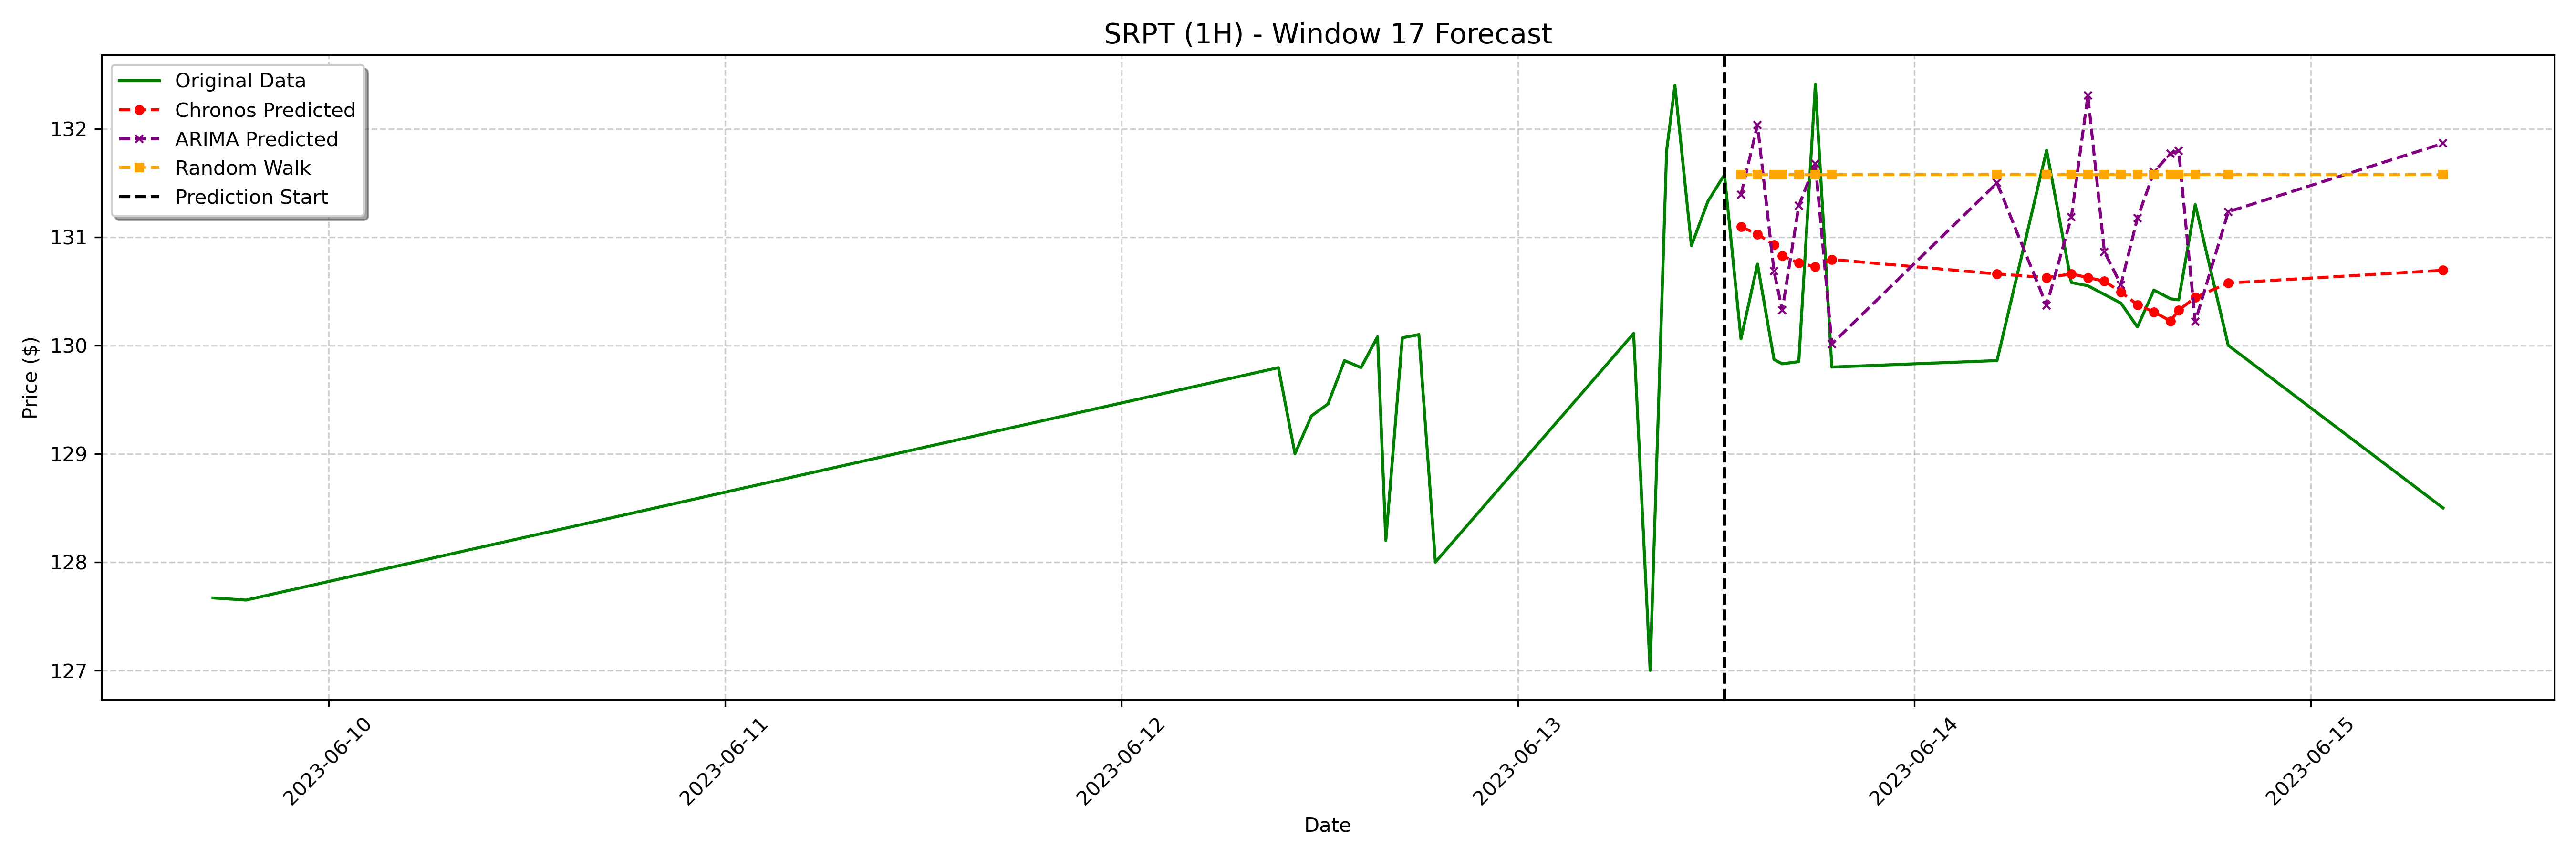 SRPT (1H) - Window 17 Forecast
Original Data
Chronos Predicted
ARIMA Predicted
Random Walk
Prediction Start
Price ($)
132
131
130
129
128
127
2023-06-10
2023-06-11
2023-06-12
2023-06-13
2023-06-14
2023-06-15
Date